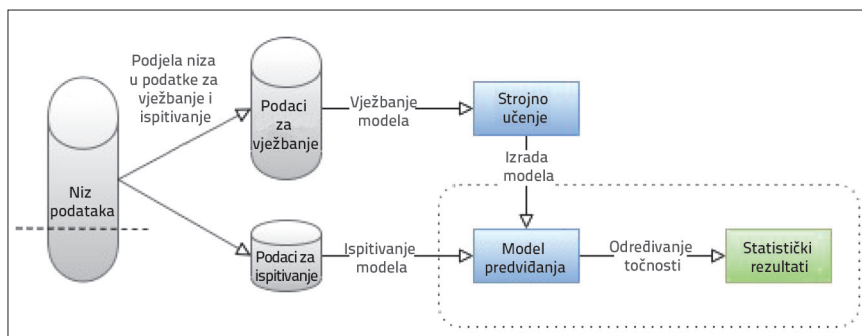 Podjela niza
u podatke za
vježbanje i
ispitivanje
Niz
podataka
Podaci
za
vježbanje
Vježbanje
modela
Strojno
učenje
Izrada
modela
Podaci za
ispitivanje
Ispitivanje
modela
Model
predviđanja
Određivanje
točnosti
Statistički
rezultati